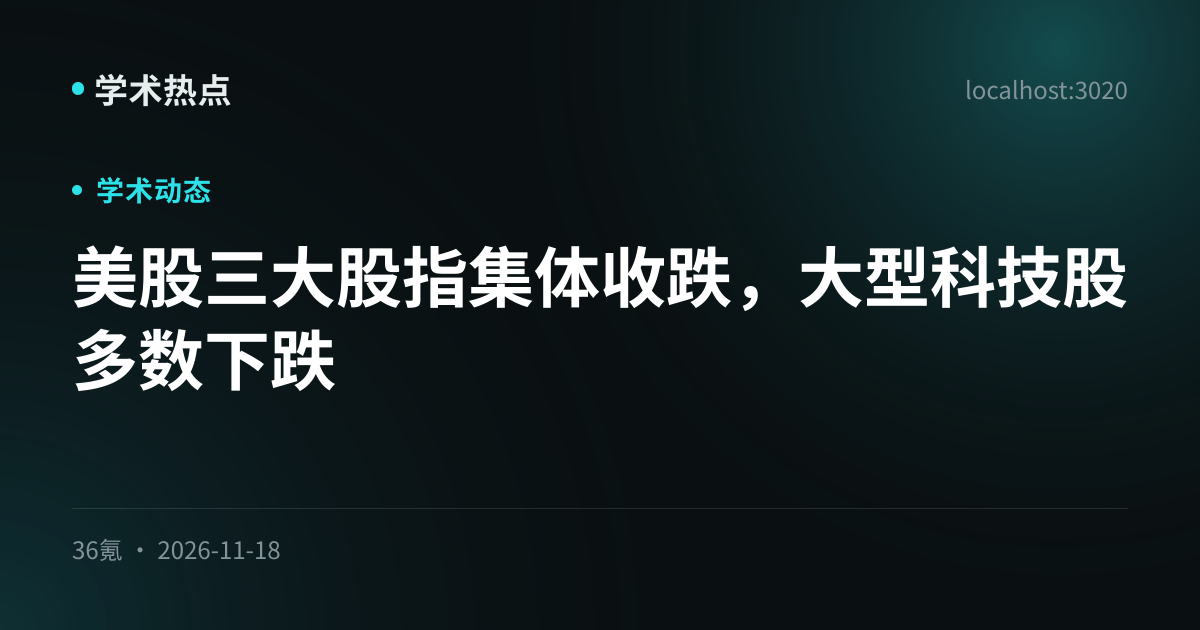 学术热点
localhost:3020
学术动态
美股三大股指集体收跌，大型科技股
多数下跌
36氪 · 2026-11-18